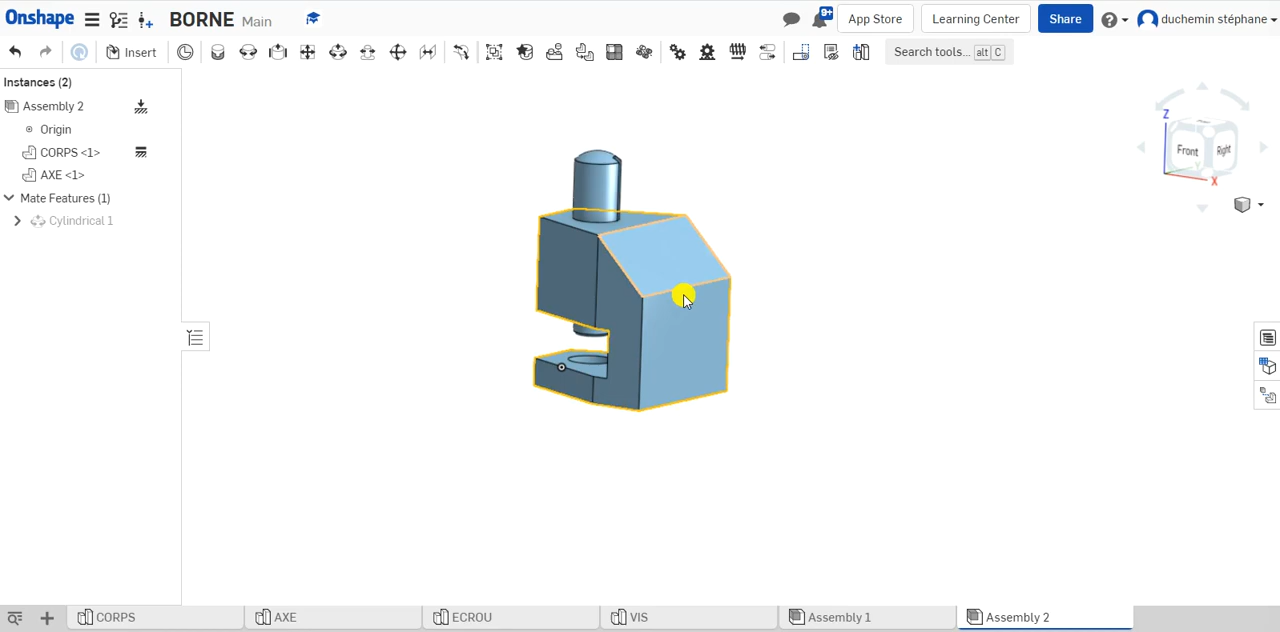 Onshape BORNE Main 9+ App Store Learning Center Share duchemin stéphane
Insert Search tools... alt C
Instances (2)
Assembly 2
Origin
CORPS <1>
AXE <1>
Mate Features (1)
Cylindrical 1
Z
Front Right
X
CORPS AXE ECROU VIS Assembly 1 Assembly 2